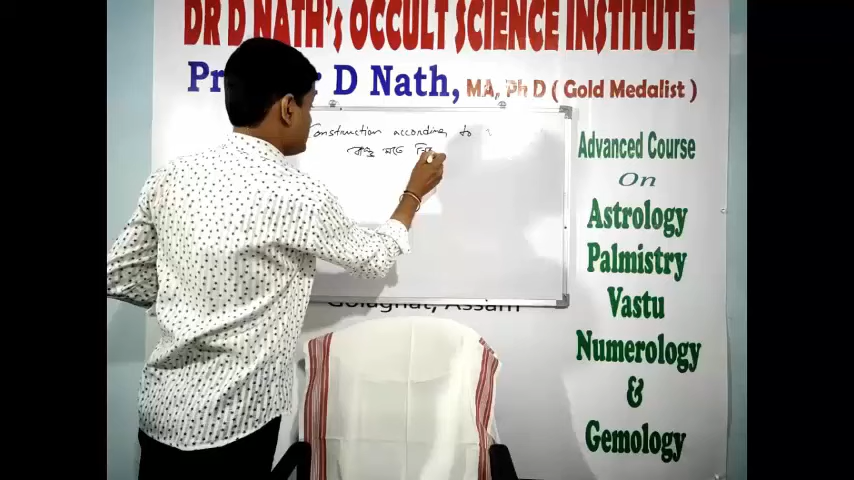 DR D NATH's OCCULT SCIENCE INSTITUTE
D Nath, MA, Ph D ( Gold Medalist )
Construction according to
বাস্তু মতে
Advanced Course
On
Astrology
Palmistry
Vastu
Numerology
&
Gemology
Golaghat, Assam